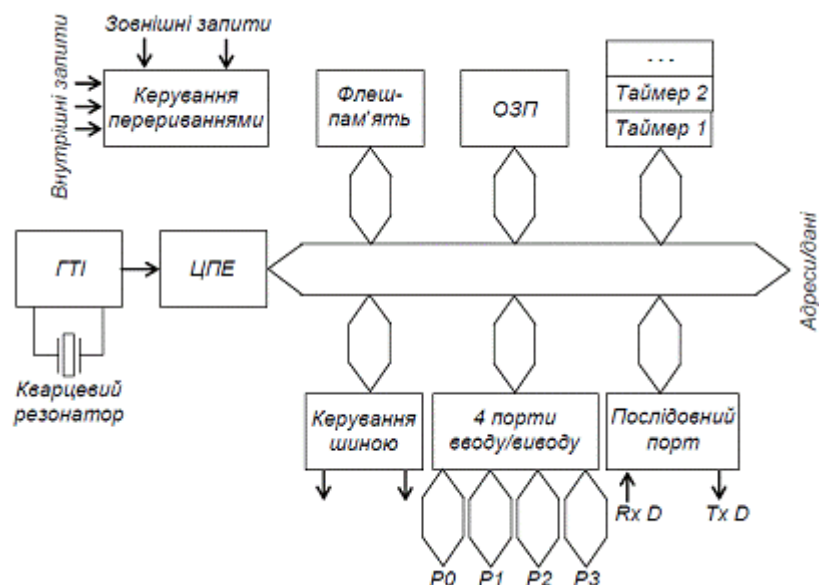 Зовнішні запити
Внутрішні запити
Керування
перериваннями
Флеш-
пам'ять
ОЗП
- - -
Таймер 2
Таймер 1
ГТІ
ЦПЕ
Адреси/дані
Кварцевий
резонатор
Керування
шиною
4 порти
вводу/виводу
Послідовний
порт
Rx D
Tx D
P0
P1
P2
P3